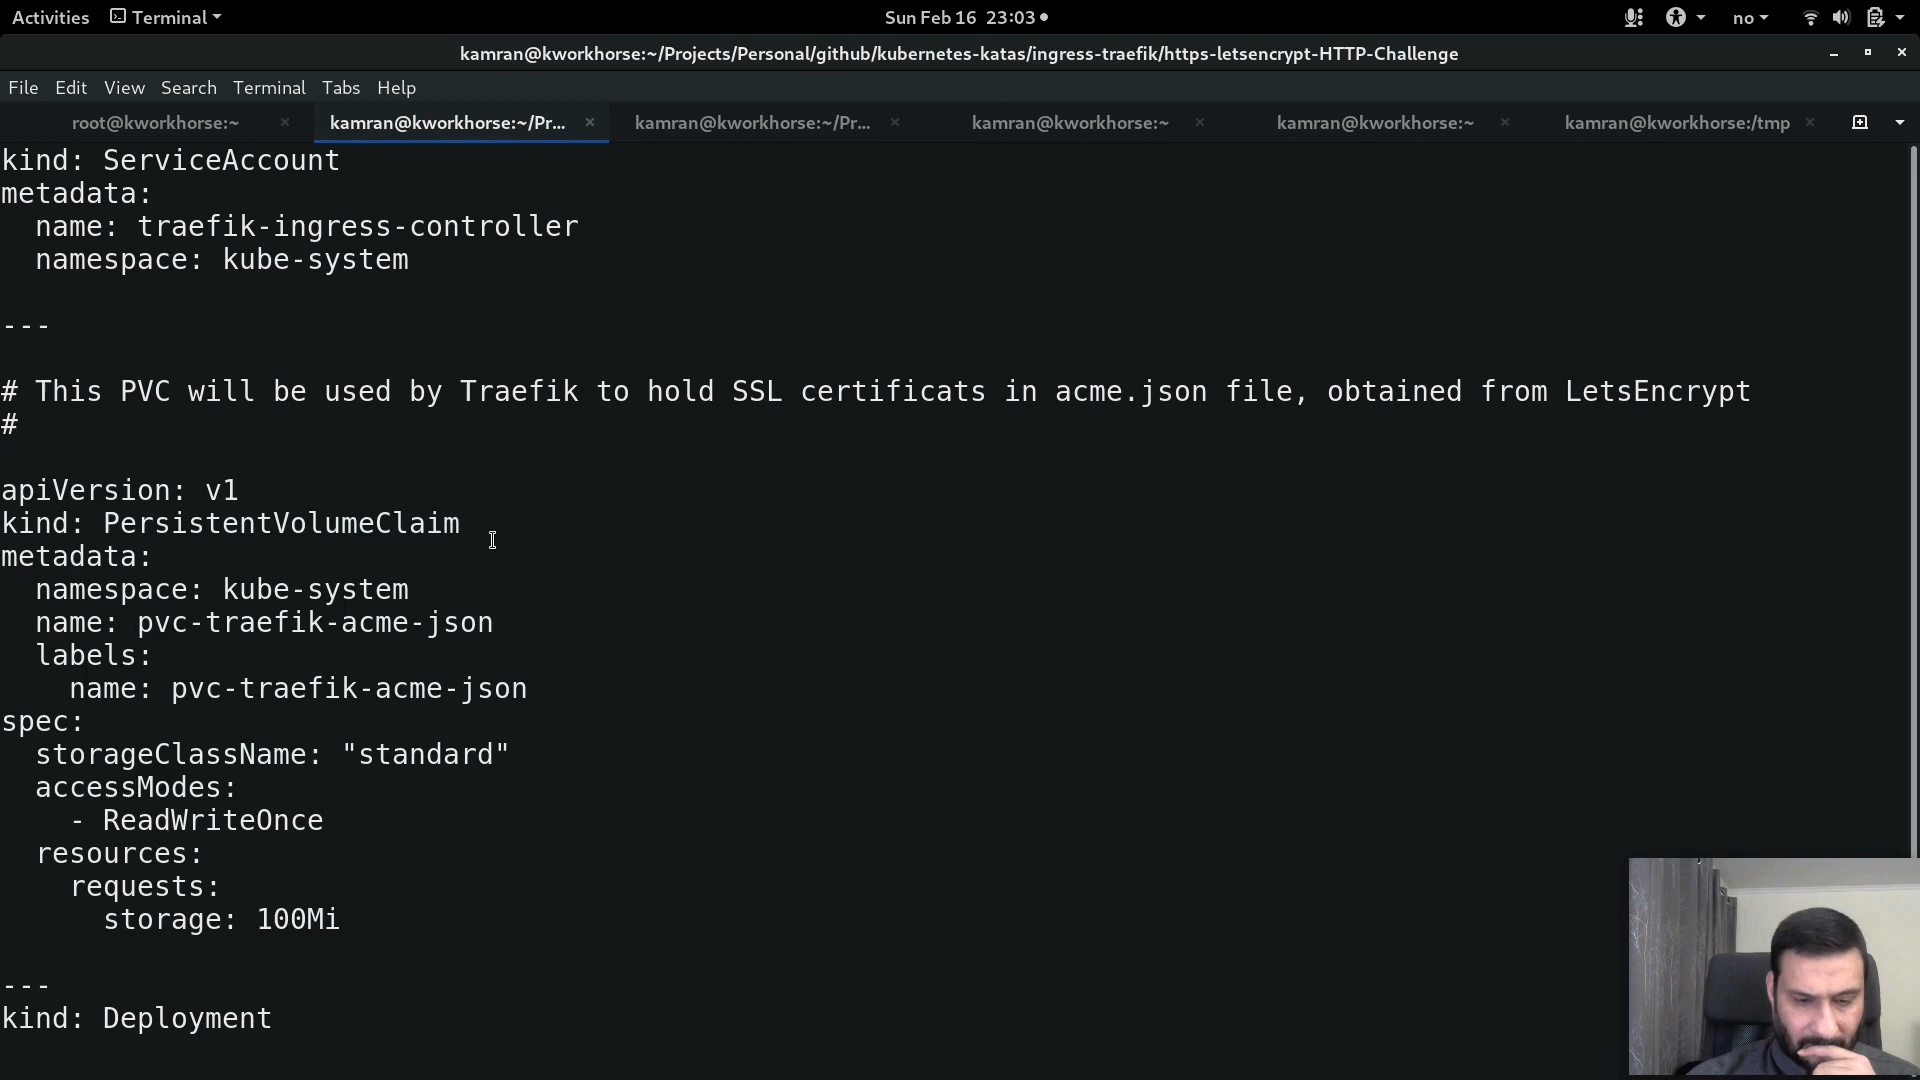 Activities Terminal Sun Feb 16 23:03 no
kamran@kworkhorse:~/Projects/Personal/github/kubernetes-katas/ingress-traefik/https-letsencrypt-HTTP-Challenge
File Edit View Search Terminal Tabs Help
root@kworkhorse:~ kamran@kworkhorse:~/Pr... kamran@kworkhorse:~/Pr... kamran@kworkhorse:~ kamran@kworkhorse:~ kamran@kworkhorse:/tmp
kind: ServiceAccount
metadata:
  name: traefik-ingress-controller
  namespace: kube-system
---
# This PVC will be used by Traefik to hold SSL certificats in acme.json file, obtained from LetsEncrypt
#
apiVersion: v1
kind: PersistentVolumeClaim
metadata:
  namespace: kube-system
  name: pvc-traefik-acme-json
  labels:
    name: pvc-traefik-acme-json
spec:
  storageClassName: "standard"
  accessModes:
    - ReadWriteOnce
  resources:
    requests:
      storage: 100Mi
---
kind: Deployment